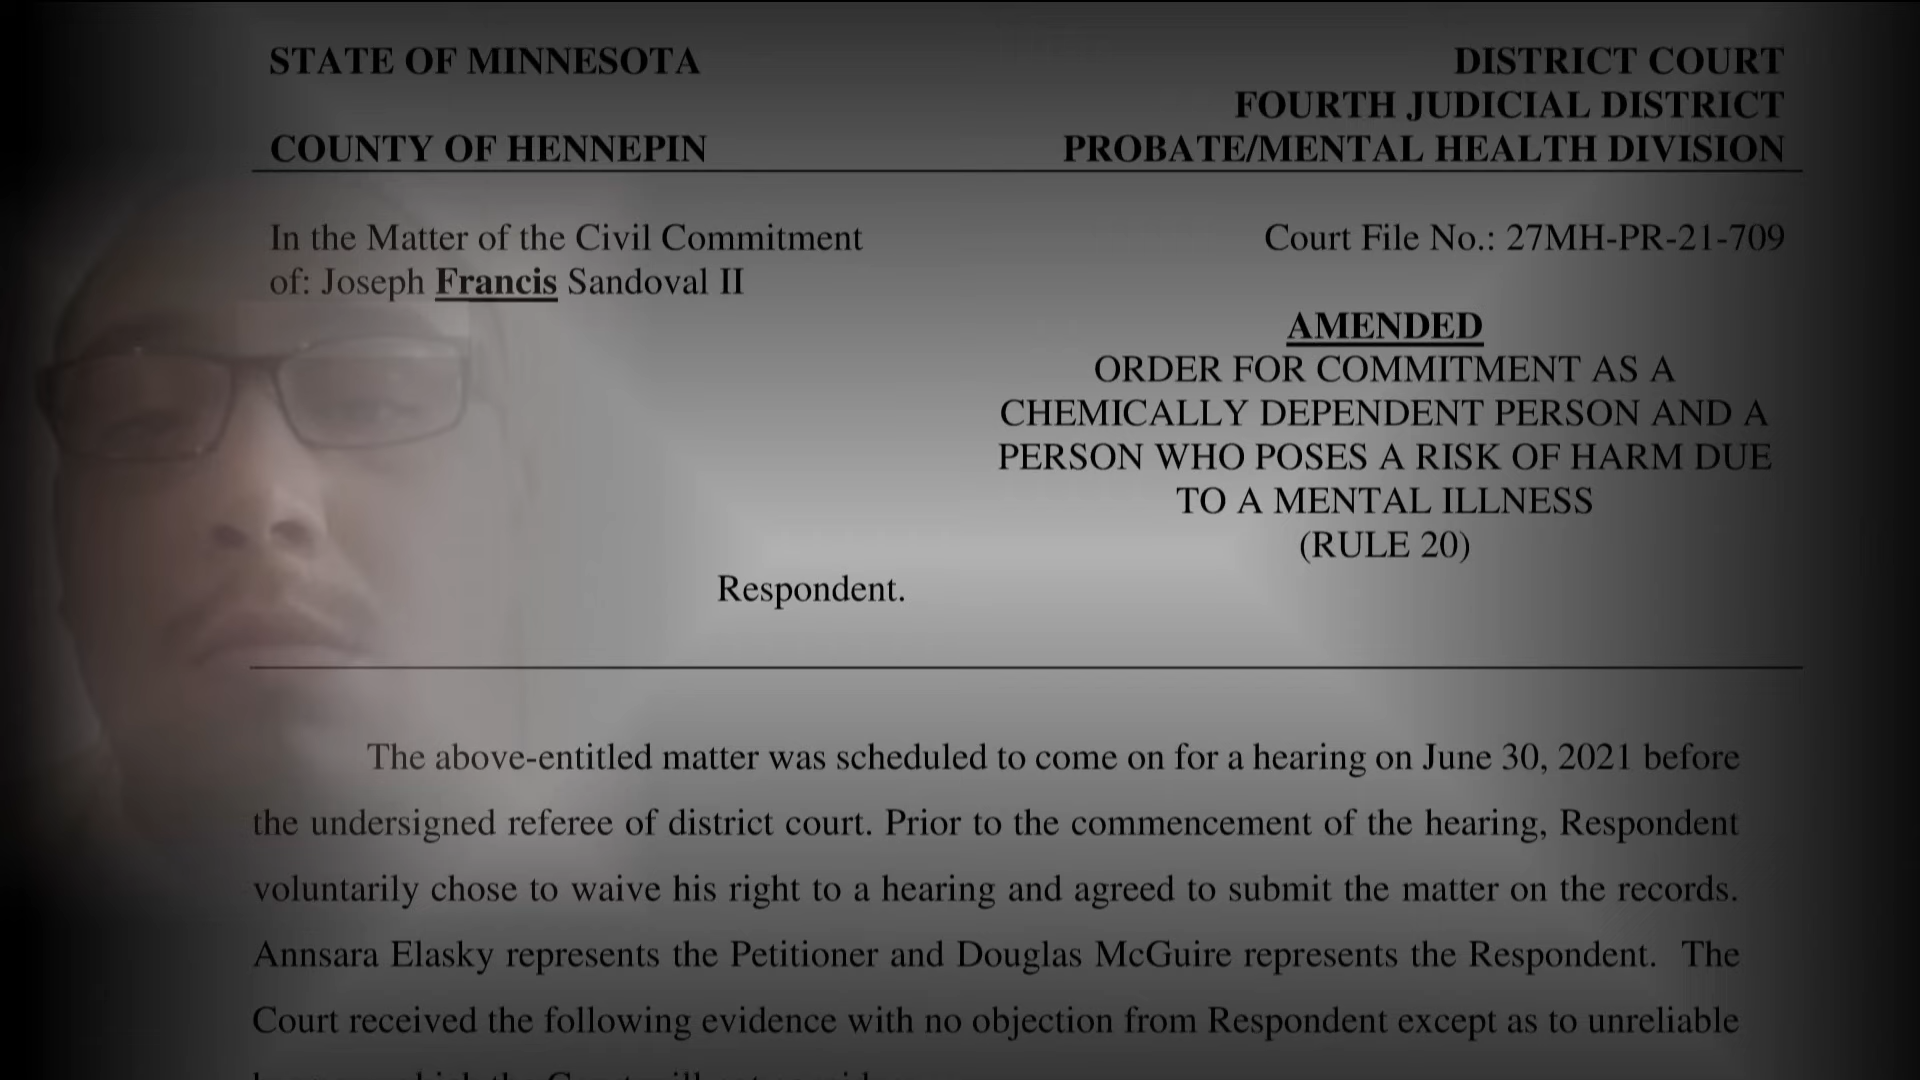 STATE OF MINNESOTA
DISTRICT COURT
FOURTH JUDICIAL DISTRICT
COUNTY OF HENNEPIN
PROBATE/MENTAL HEALTH DIVISION
In the Matter of the Civil Commitment
of: Joseph Francis Sandoval II
Court File No.: 27MH-PR-21-709
AMENDED
ORDER FOR COMMITMENT AS A
CHEMICALLY DEPENDENT PERSON AND A
PERSON WHO POSES A RISK OF HARM DUE
TO A MENTAL ILLNESS
(RULE 20)
Respondent.
The above-entitled matter was scheduled to come on for a hearing on June 30, 2021 before
the undersigned referee of district court. Prior to the commencement of the hearing, Respondent
voluntarily chose to waive his right to a hearing and agreed to submit the matter on the records.
Annsara Elasky represents the Petitioner and Douglas McGuire represents the Respondent. The
Court received the following evidence with no objection from Respondent except as to unreliable